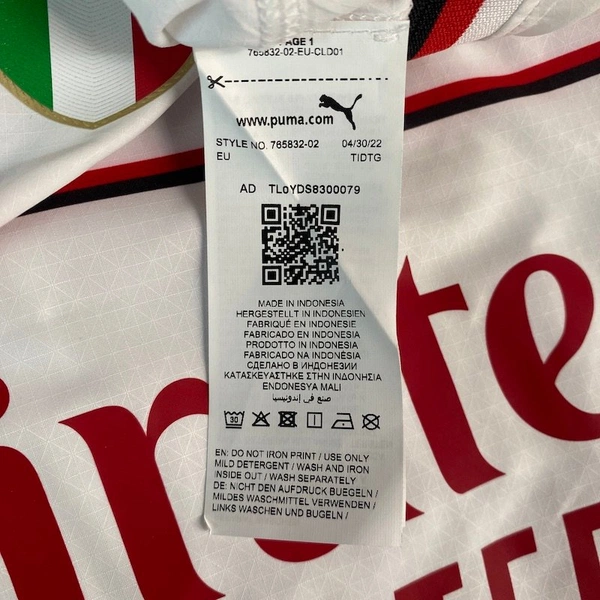 PAGE 1
765832-02-EU-CLD01
www.puma.com
STYLE NO. 765832-02 04/30/22
EU TIDTG
AD TLoYDS8300079
MADE IN INDONESIA
HERGESTELLT IN INDONESIEN
FABRIQUÉ EN INDONESIE
FABRICADO EN INDONESIA
PRODOTTO IN INDONESIA
FABRICADO NA INDONÉSIA
СДЕЛАНО В ИНДОНЕЗИИ
ΚΑΤΑΣΚΕΥΑΣΤΗΚΕ ΣΤΗΝ ΙΝΔΟΝΗΣΙΑ
ENDONESYA MALI
صنع في إندونيسيا
30
EN: DO NOT IRON PRINT / USE ONLY
MILD DETERGENT / WASH AND IRON
INSIDE OUT / WASH SEPARATELY
DE: NICHT DEN AUFDRUCK BUEGELN /
MILDES WASCHMITTEL VERWENDEN /
LINKS WASCHEN UND BUGELN /